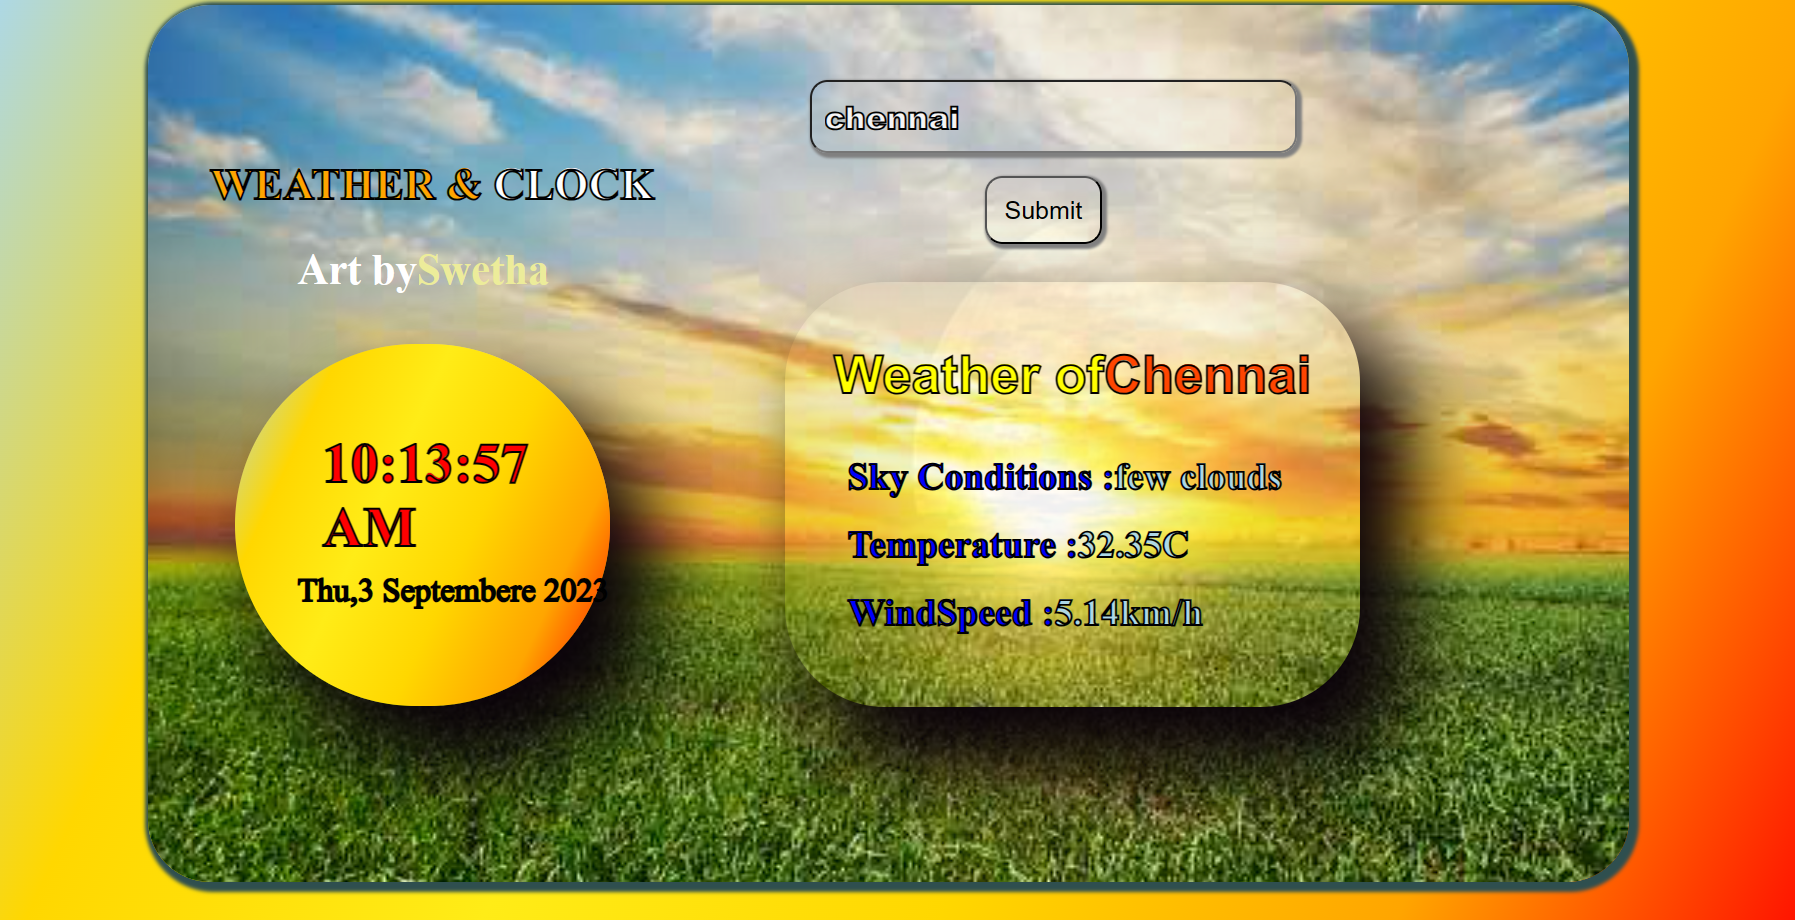 WEATHER & CLOCK
Art bySwetha
10:13:57
AM
Thu,3 Septembere 2023
chennai
Submit
Weather ofChennai
Sky Conditions :few clouds
Temperature :32.35C
WindSpeed :5.14km/h